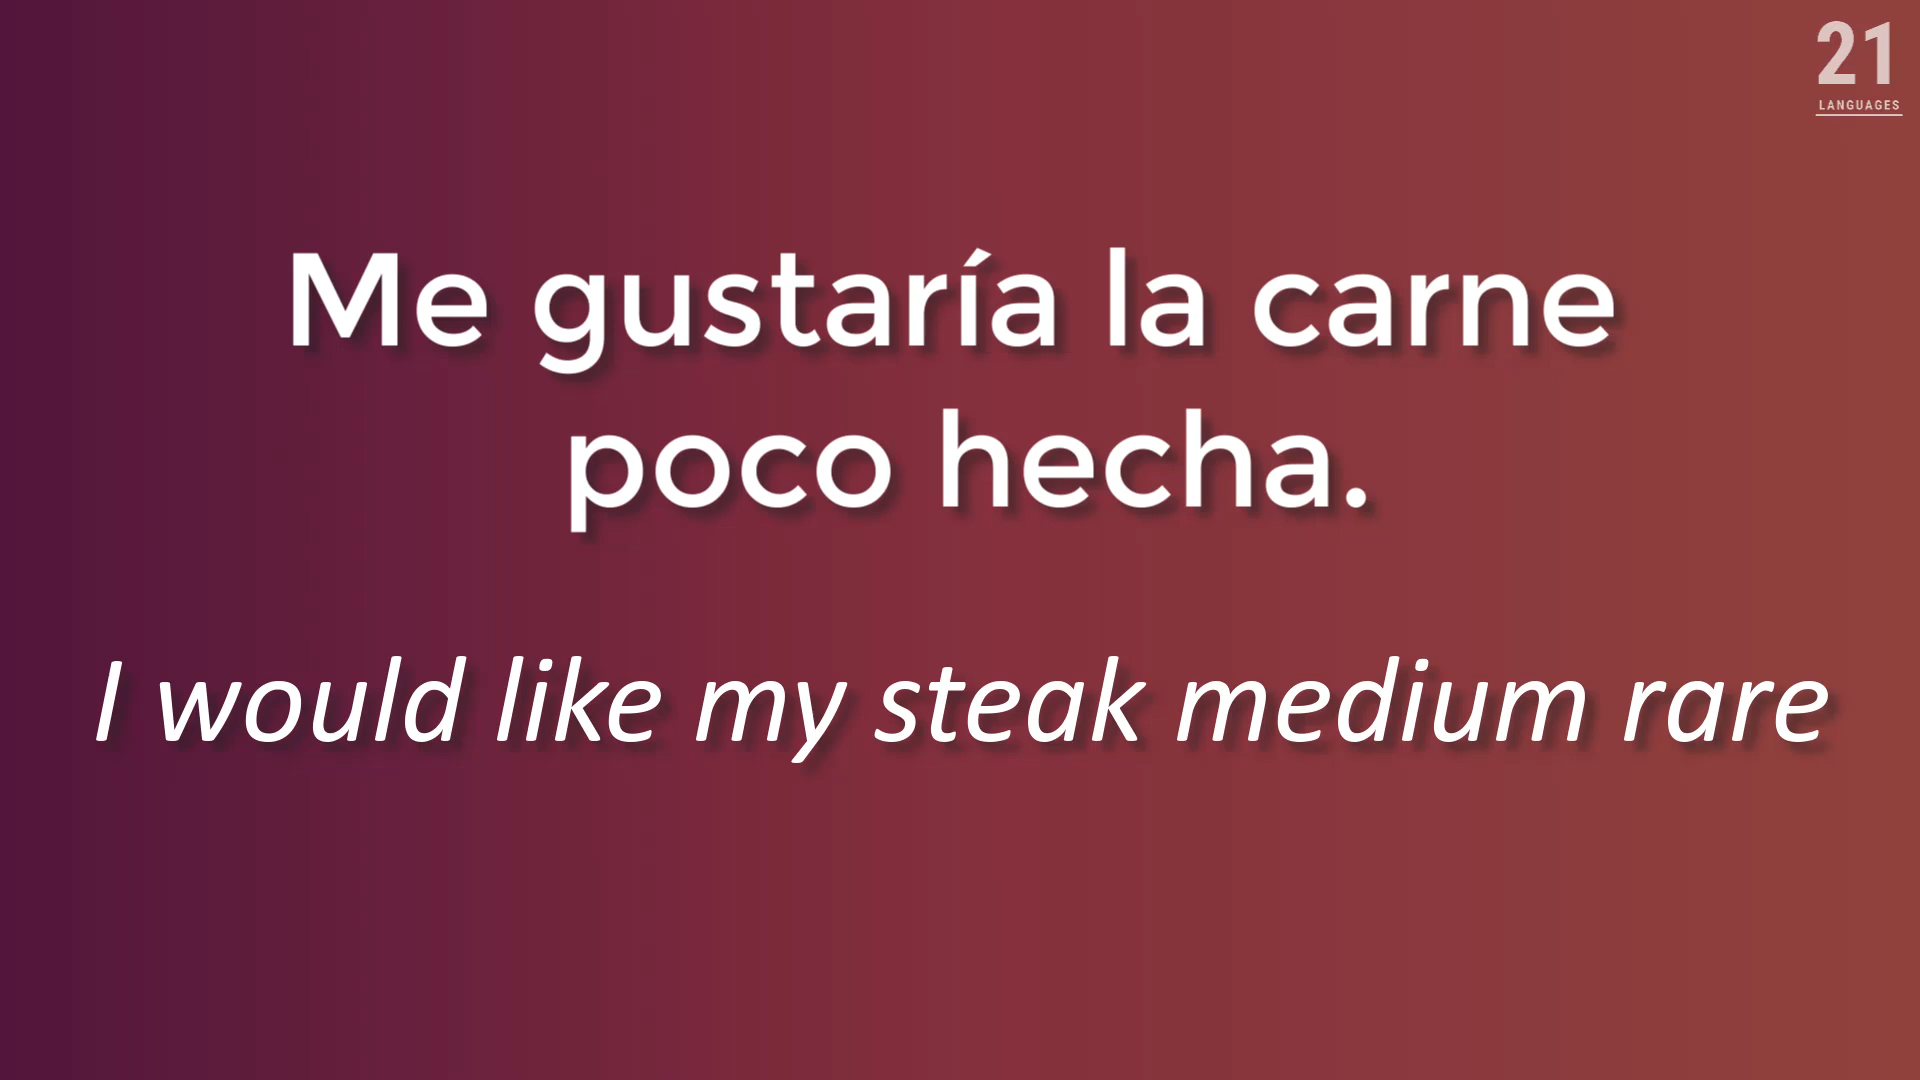 21
LANGUAGES
Me gustaría la carne
poco hecha.
I would like my steak medium rare